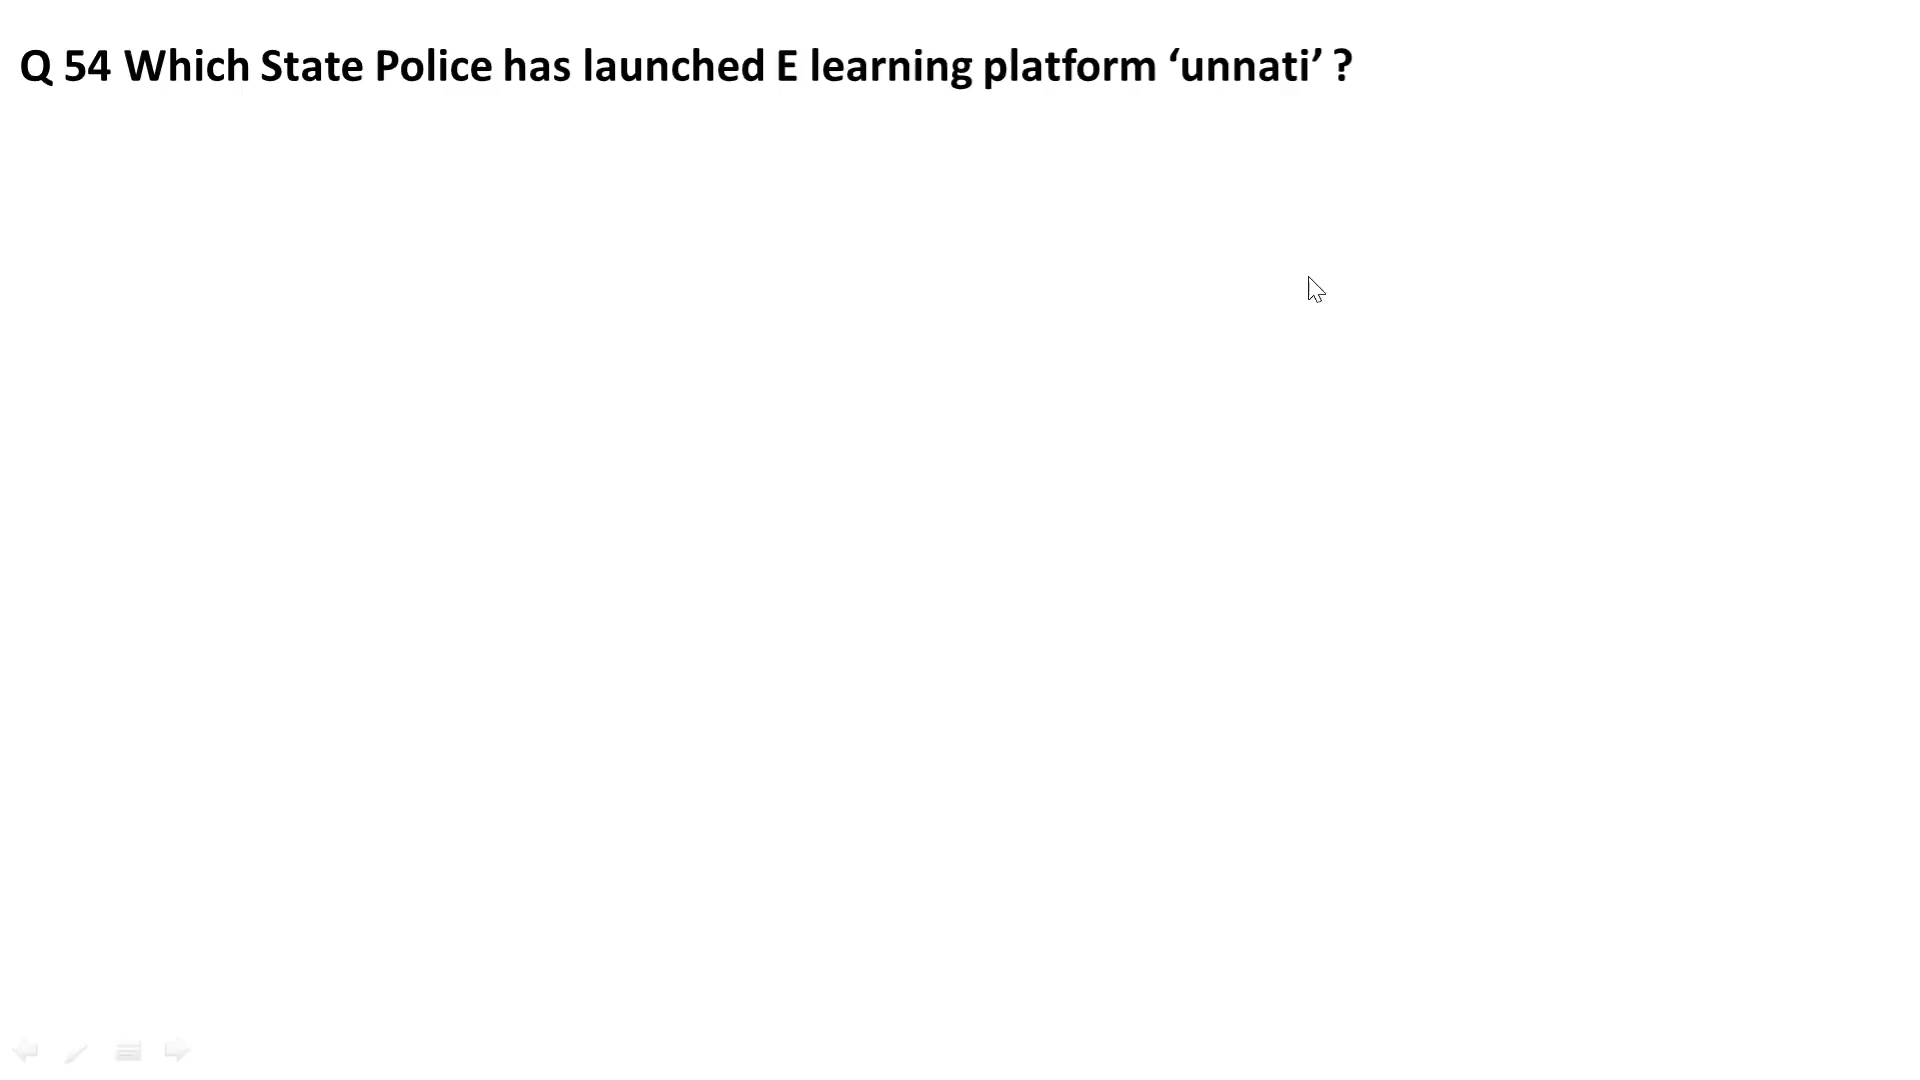 Q 54 Which State Police has launched E learning platform ‘unnati’ ?